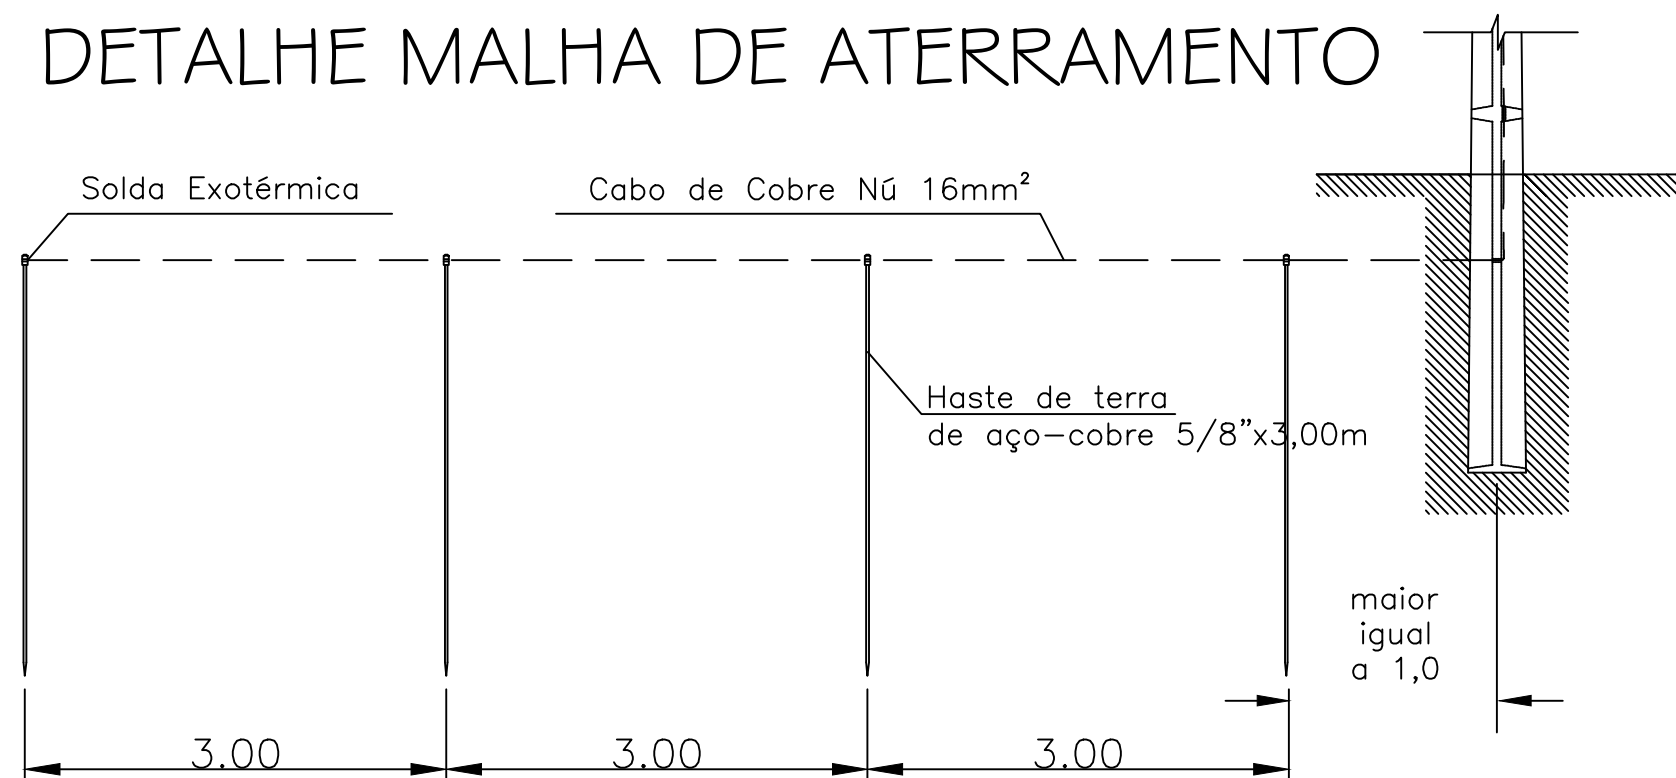 DETALHE MALHA DE ATERRAMENTO
Solda Exotérmica
Cabo de Cobre Nú 16mm²
Haste de terra
de aço-cobre 5/8"x3,00m
maior
igual
a 1,0
3.00
3.00
3.00